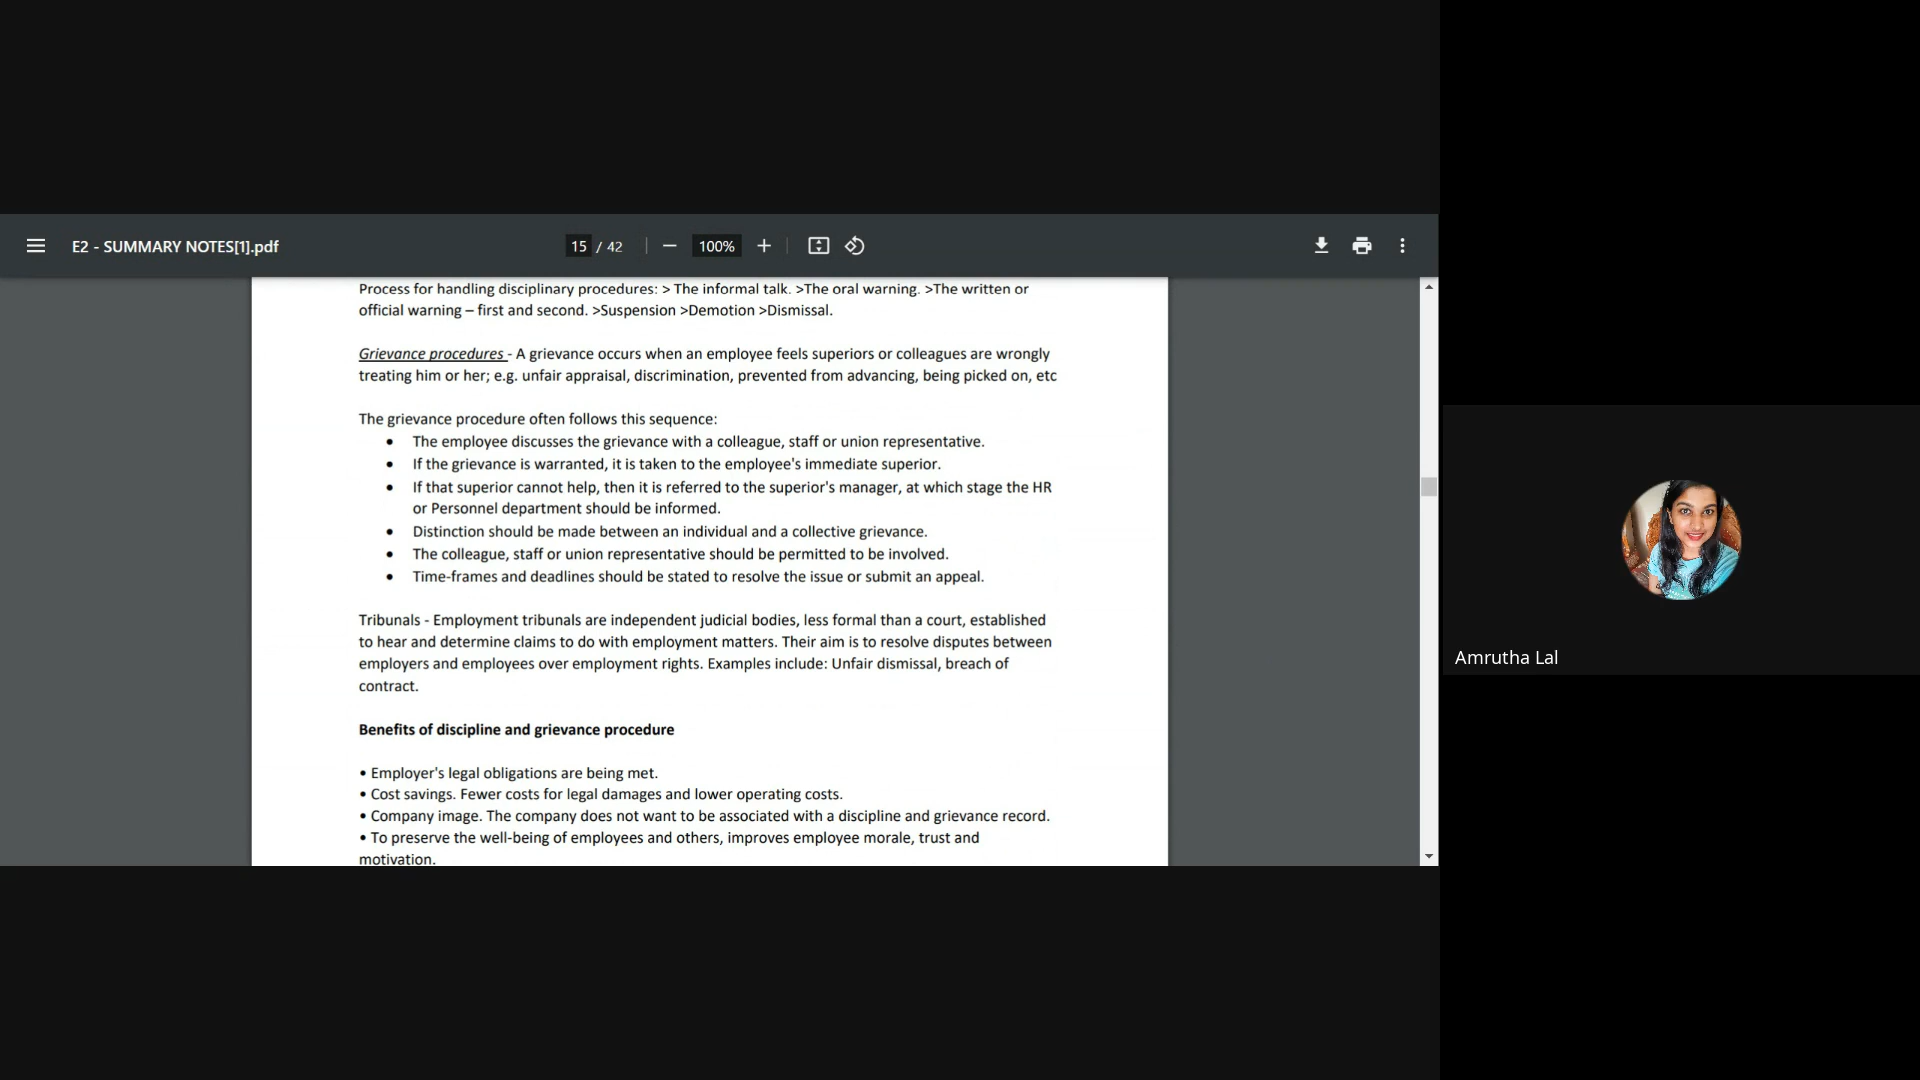 E2 - SUMMARY NOTES[1].pdf
15 / 42
100%
Process for handling disciplinary procedures: > The informal talk. >The oral warning. >The written or
official warning – first and second. >Suspension >Demotion >Dismissal.
Grievance procedures - A grievance occurs when an employee feels superiors or colleagues are wrongly
treating him or her; e.g. unfair appraisal, discrimination, prevented from advancing, being picked on, etc
The grievance procedure often follows this sequence:
• The employee discusses the grievance with a colleague, staff or union representative.
• If the grievance is warranted, it is taken to the employee's immediate superior.
• If that superior cannot help, then it is referred to the superior's manager, at which stage the HR
or Personnel department should be informed.
• Distinction should be made between an individual and a collective grievance.
• The colleague, staff or union representative should be permitted to be involved.
• Time-frames and deadlines should be stated to resolve the issue or submit an appeal.
Tribunals - Employment tribunals are independent judicial bodies, less formal than a court, established
to hear and determine claims to do with employment matters. Their aim is to resolve disputes between
employers and employees over employment rights. Examples include: Unfair dismissal, breach of
contract.
Benefits of discipline and grievance procedure
• Employer's legal obligations are being met.
• Cost savings. Fewer costs for legal damages and lower operating costs.
• Company image. The company does not want to be associated with a discipline and grievance record.
• To preserve the well-being of employees and others, improves employee morale, trust and
motivation.
Amrutha Lal